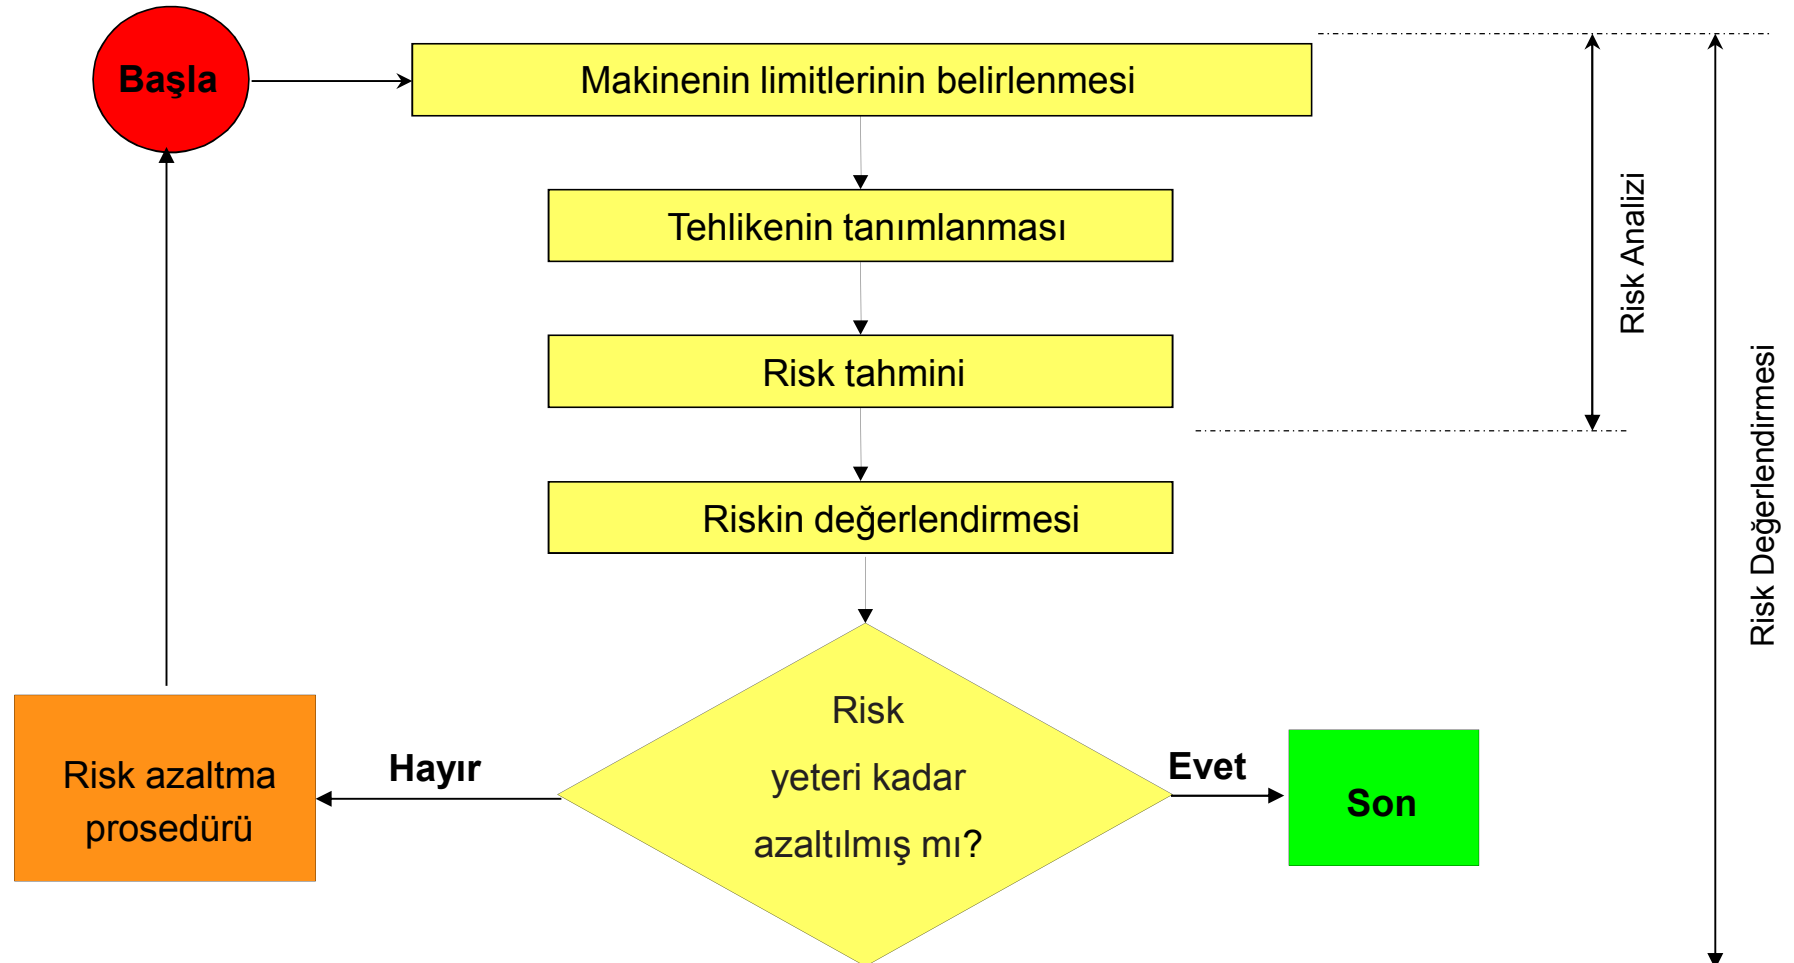 Başla
Makinenin limitlerinin belirlenmesi
Tehlikenin tanımlanması
Risk tahmini
Riskin değerlendirmesi
Risk
yeteri kadar
azaltılmış mı?
Hayır
Evet
Risk azaltma
prosedürü
Son
Risk Analizi
Risk Değerlendirmesi